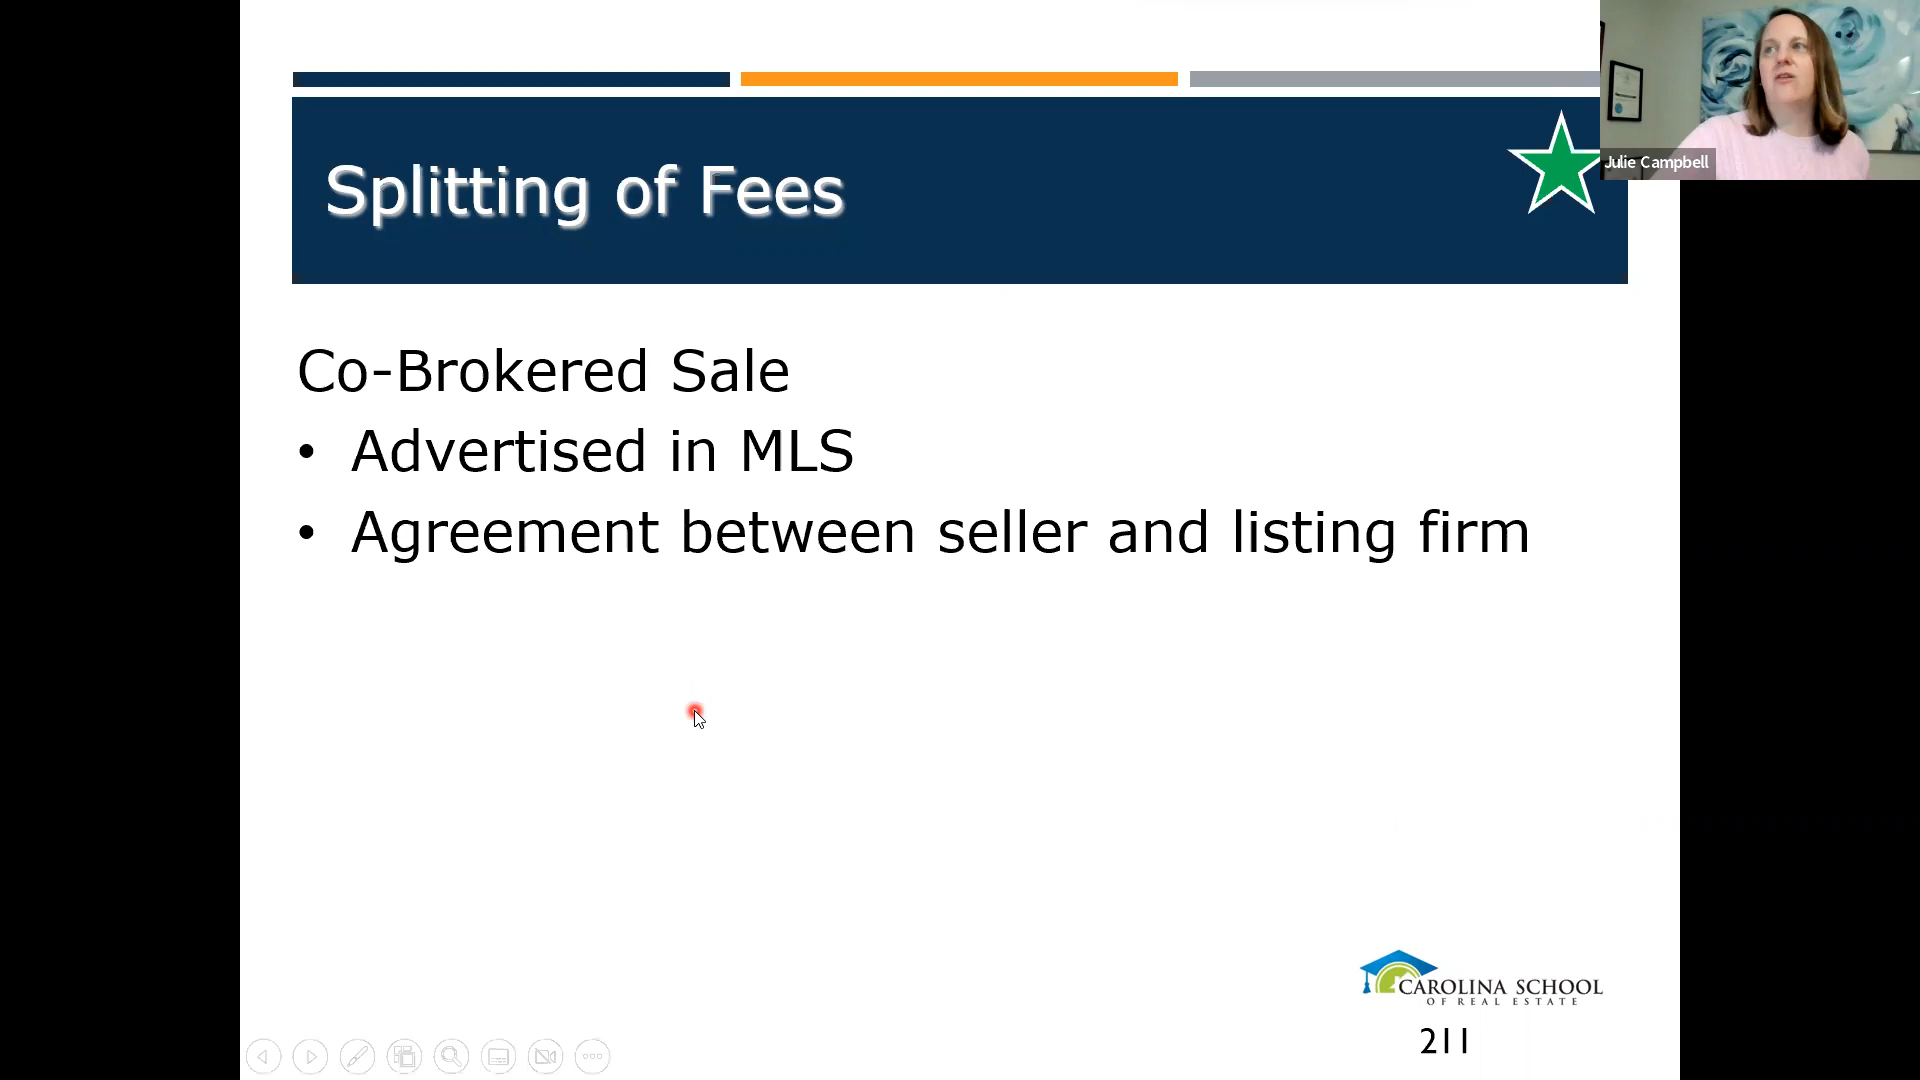 Splitting of Fees
Julie Campbell
Co-Brokered Sale
• Advertised in MLS
• Agreement between seller and listing firm
CAROLINA SCHOOL
OF REAL ESTATE
211